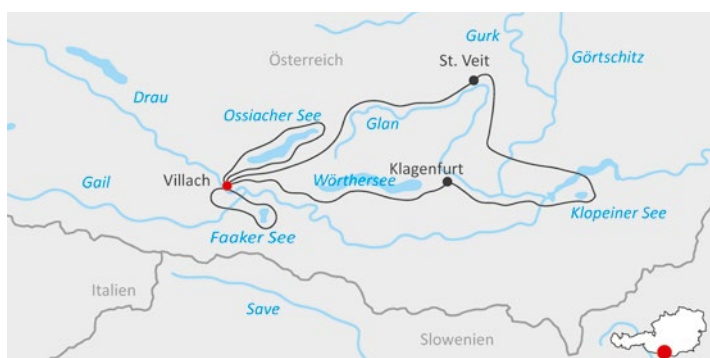 Gurk
St. Veit
Görtschitz
Österreich
Drau
Ossiacher See
Glan
Villach
Gail
Wörthersee
Klagenfurt
Klopeiner See
Faaker See
Italien
Save
Slowenien